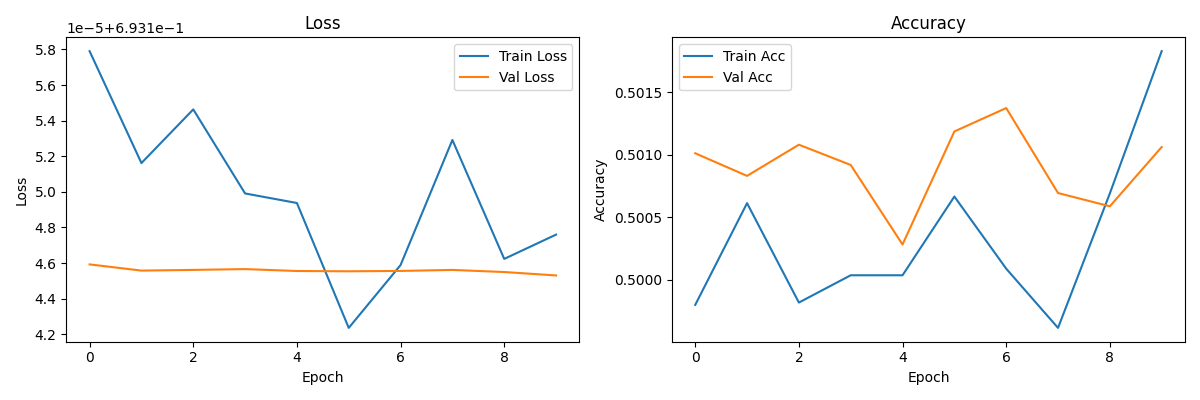 Loss
1e−5+6.931e−1
5.8
5.6
5.4
5.2
5.0
4.8
4.6
4.4
4.2
Loss
0 2 4 6 8
Epoch
Train Loss
Val Loss
Accuracy
0.5015
0.5010
0.5005
0.5000
Accuracy
0 2 4 6 8
Epoch
Train Acc
Val Acc